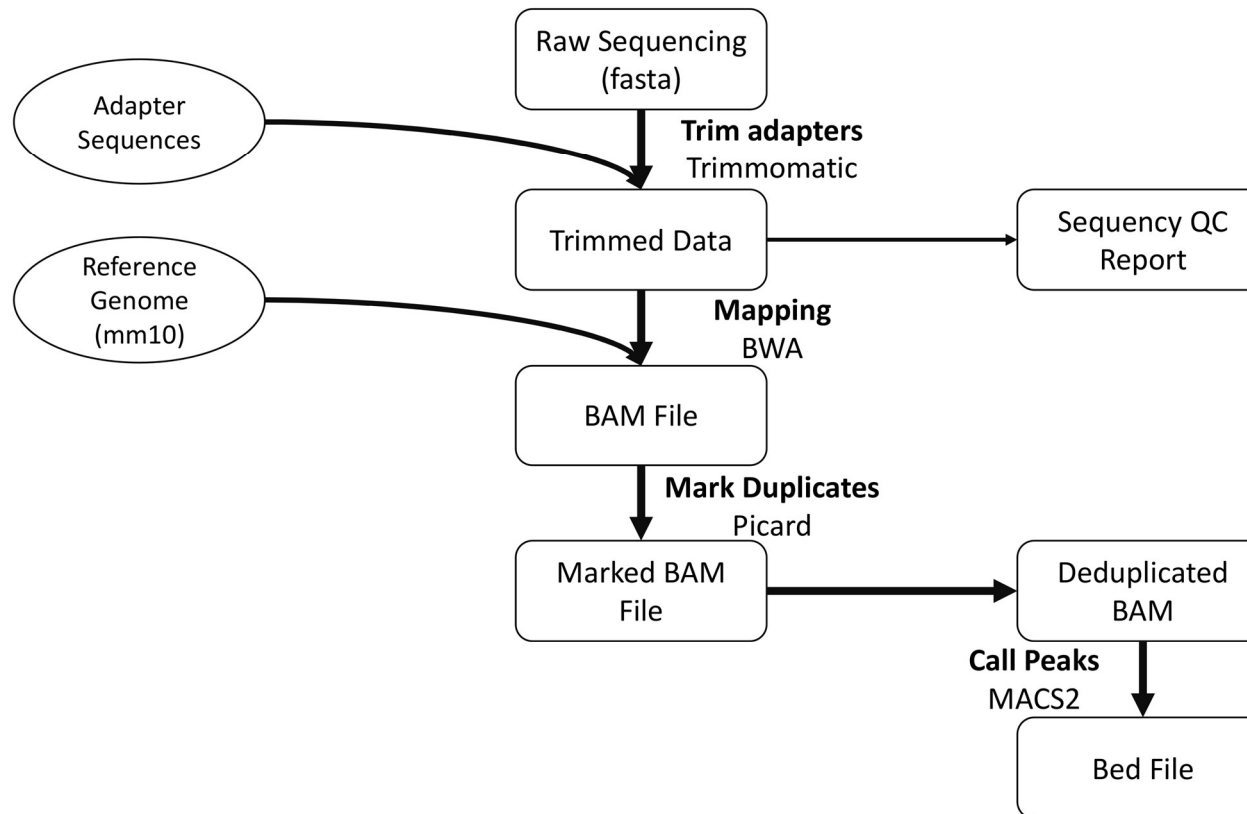 Raw Sequencing
(fasta)
Adapter
Sequences
Trim adapters
Trimmomatic
Trimmed Data
Sequency QC
Report
Reference
Genome
(mm10)
Mapping
BWA
BAM File
Mark Duplicates
Picard
Marked BAM
File
Deduplicated
BAM
Call Peaks
MACS2
Bed File